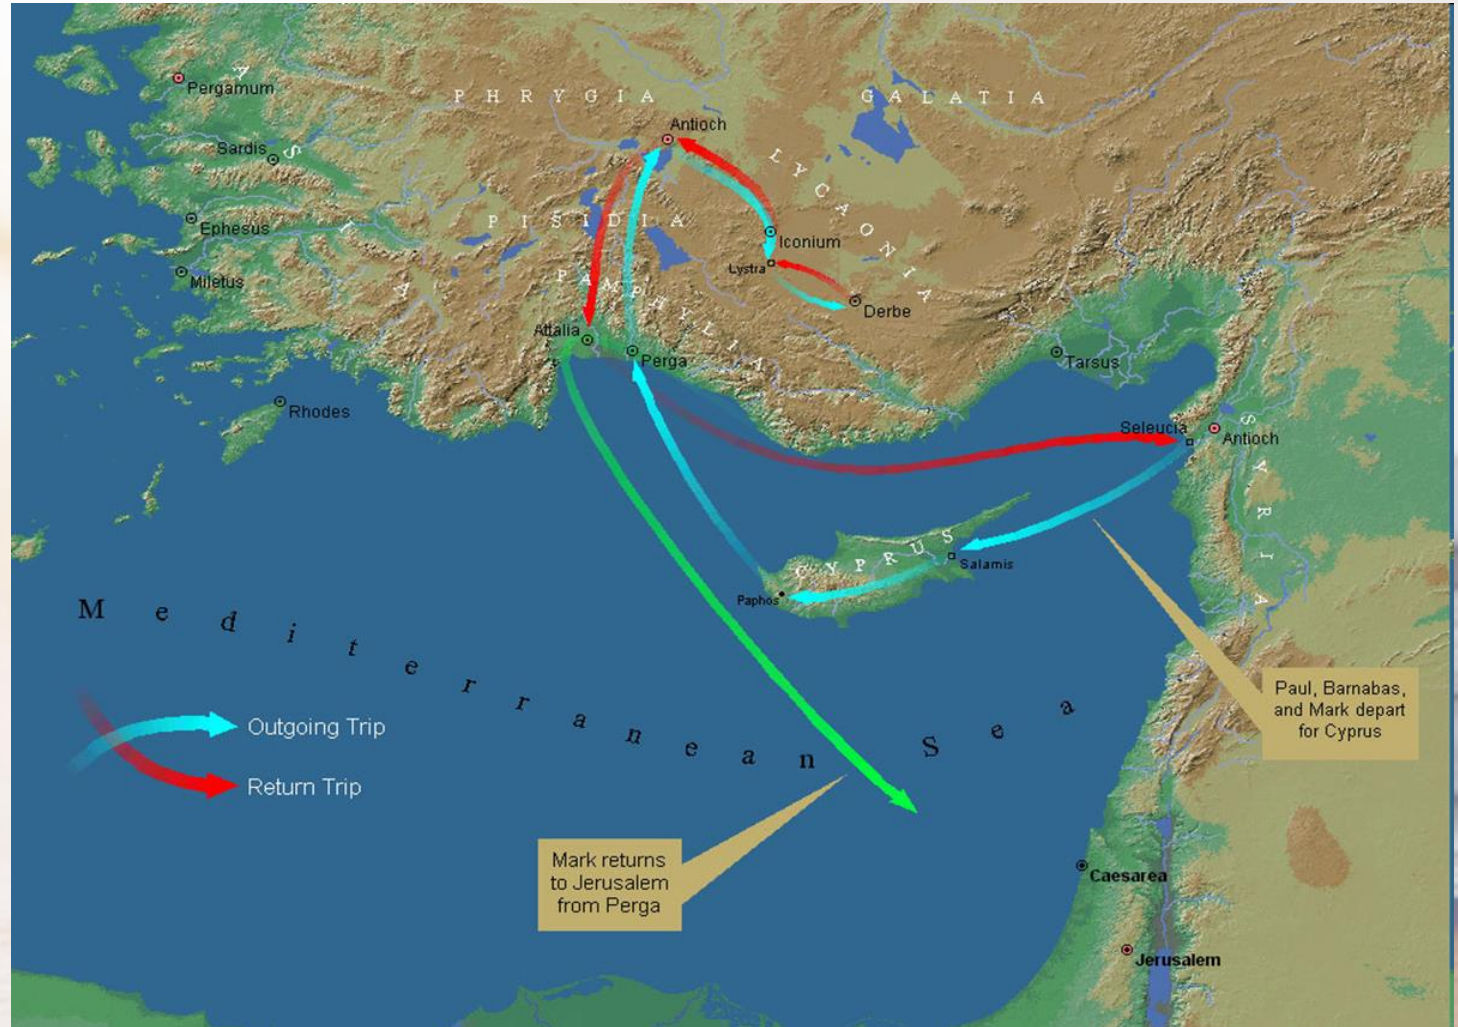 Pergamum
A S I A
PHRYGIA
GALATIA
Antioch
Sardis
LYCAONIA
Ephesus
PISIDIA
Iconium
Miletus
Lystra
PAMPHYLIA
Derbe
Attalia
Perga
Tarsus
Rhodes
Seleucia
Antioch
SYRIA
CYPRUS
Salamis
Paphos
Mediterranean Sea
Paul, Barnabas,
and Mark depart
for Cyprus
Outgoing Trip
Return Trip
Mark returns
to Jerusalem
from Perga
Caesarea
Jerusalem